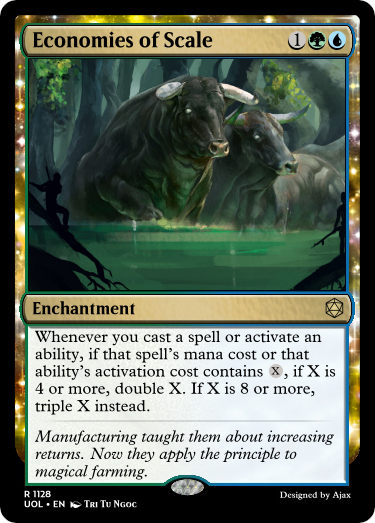 Economies of Scale 1
Enchantment
Whenever you cast a spell or activate an
ability, if that spell's mana cost or that
ability's activation cost contains X, if X is
4 or more, double X. If X is 8 or more,
triple X instead.
Manufacturing taught them about increasing
returns. Now they apply the principle to
magical farming.
R 1128
UOL • EN Tri Tu Ngoc
Designed by Ajax